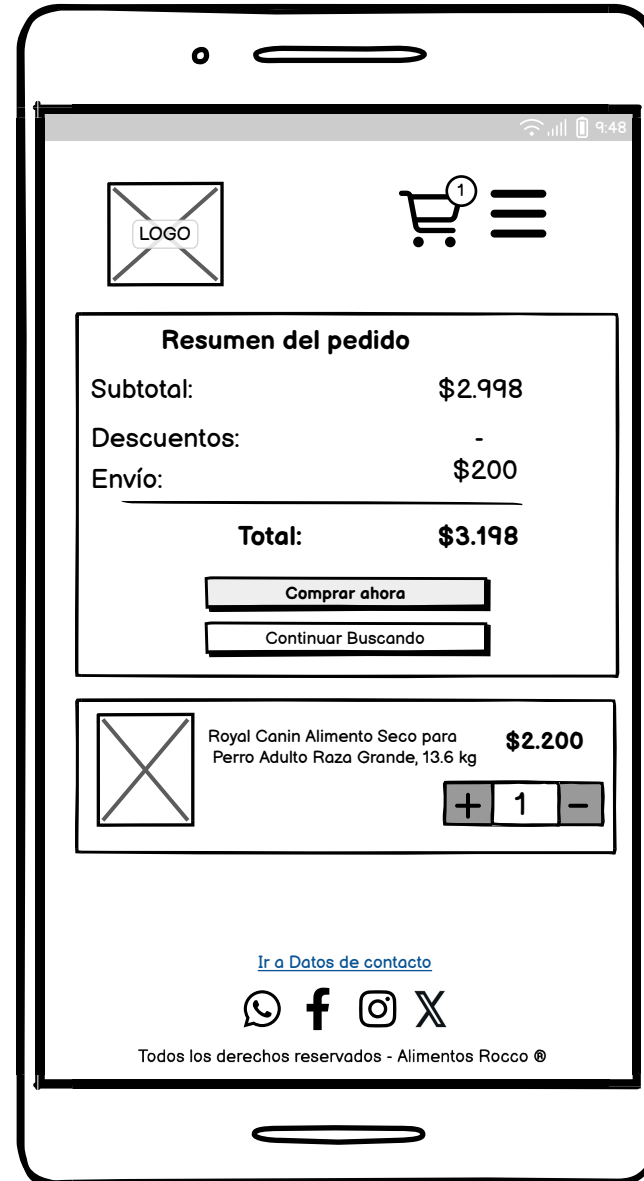 9:48
LOGO
1
Resumen del pedido
Subtotal: $2.998
Descuentos: -
Envío: $200
Total: $3.198
Comprar ahora
Continuar Buscando
Royal Canin Alimento Seco para
Perro Adulto Raza Grande, 13.6 kg
$2.200
+ 1 -
Ir a Datos de contacto
Todos los derechos reservados - Alimentos Rocco ®